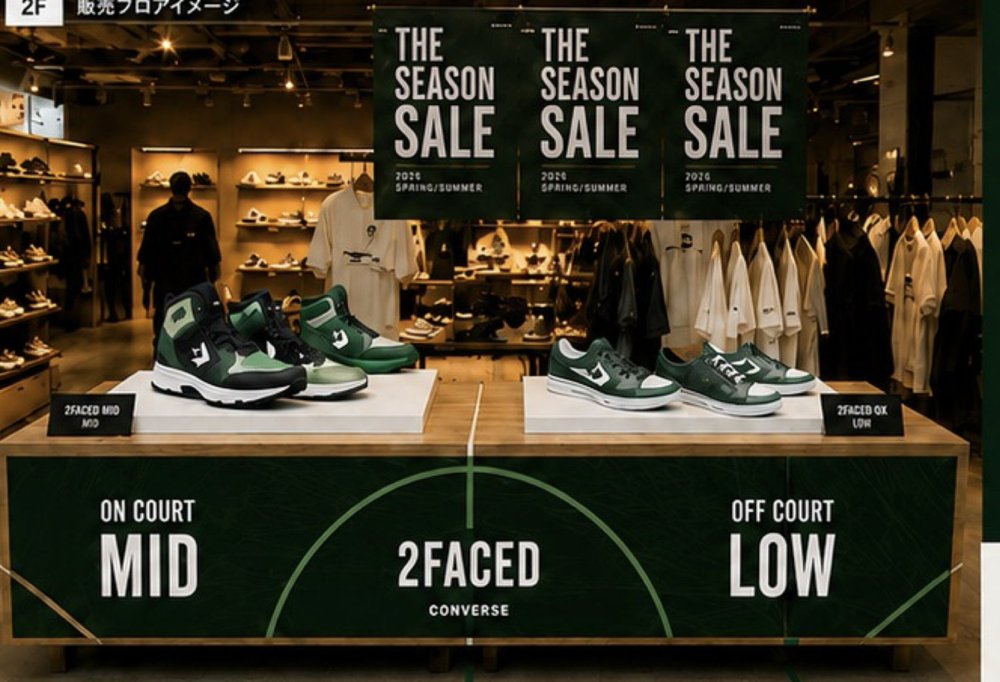 2F 販売フロアイメージ
THE
SEASON
SALE
2026
SPRING/SUMMER
THE
SEASON
SALE
2026
SPRING/SUMMER
THE
SEASON
SALE
2026
SPRING/SUMMER
2FACED MID
MID
2FACED OX
LOW
ON COURT
MID
2FACED
CONVERSE
OFF COURT
LOW